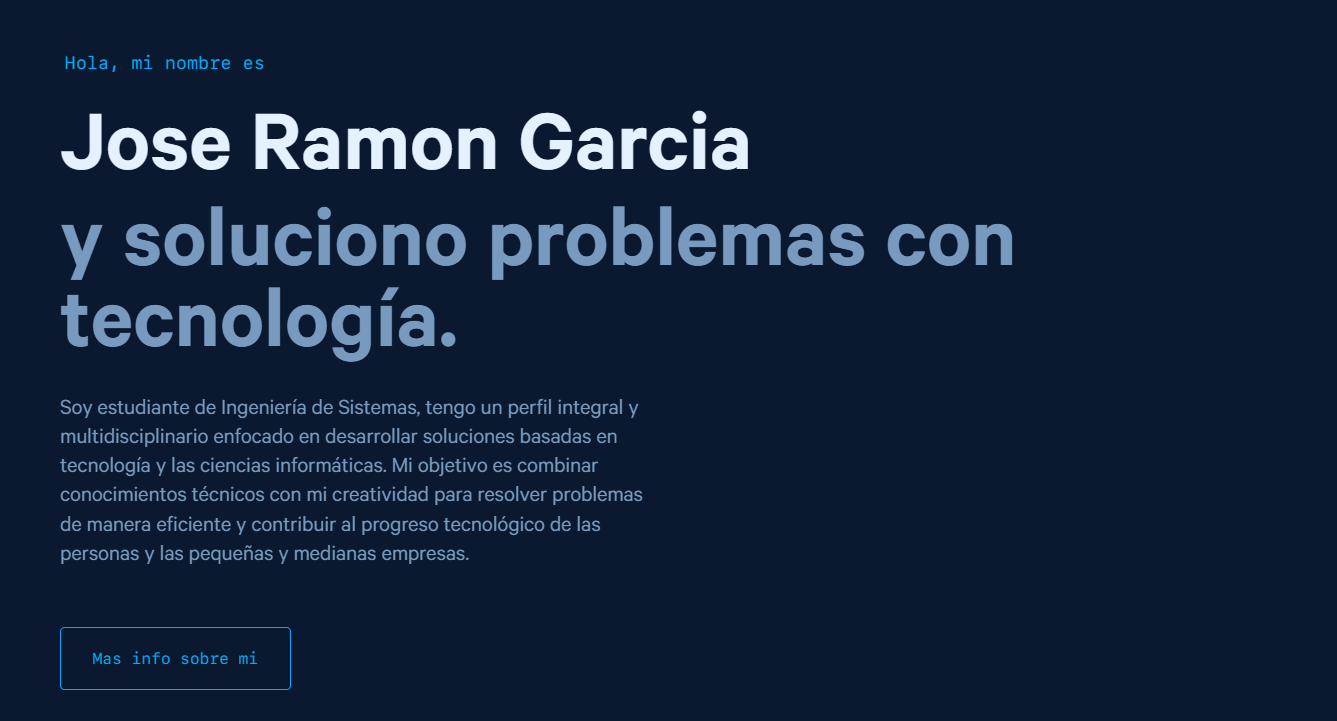 Hola, mi nombre es
Jose Ramon Garcia
y soluciono problemas con
tecnología.
Soy estudiante de Ingeniería de Sistemas, tengo un perfil integral y
multidisciplinario enfocado en desarrollar soluciones basadas en
tecnología y las ciencias informáticas. Mi objetivo es combinar
conocimientos técnicos con mi creatividad para resolver problemas
de manera eficiente y contribuir al progreso tecnológico de las
personas y las pequeñas y medianas empresas.
Mas info sobre mi